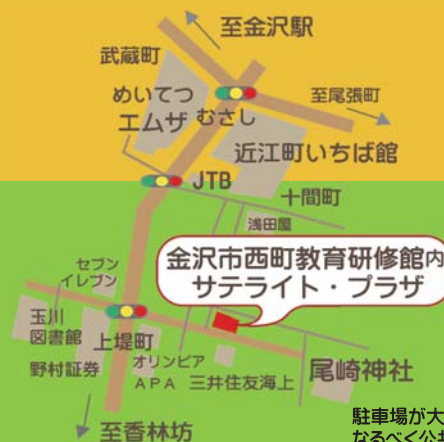 至金沢駅
武蔵町
めいてつ
エムザ
むさし
至尾張町
近江町いちば館
JTB
十間町
浅田屋
金沢市西町教育研修館内
サテライト・プラザ
セブン
イレブン
玉川
図書館
上堤町
野村証券
オリンピア
APA
三井住友海上
尾崎神社
至香林坊
駐車場が大
なるべく公共